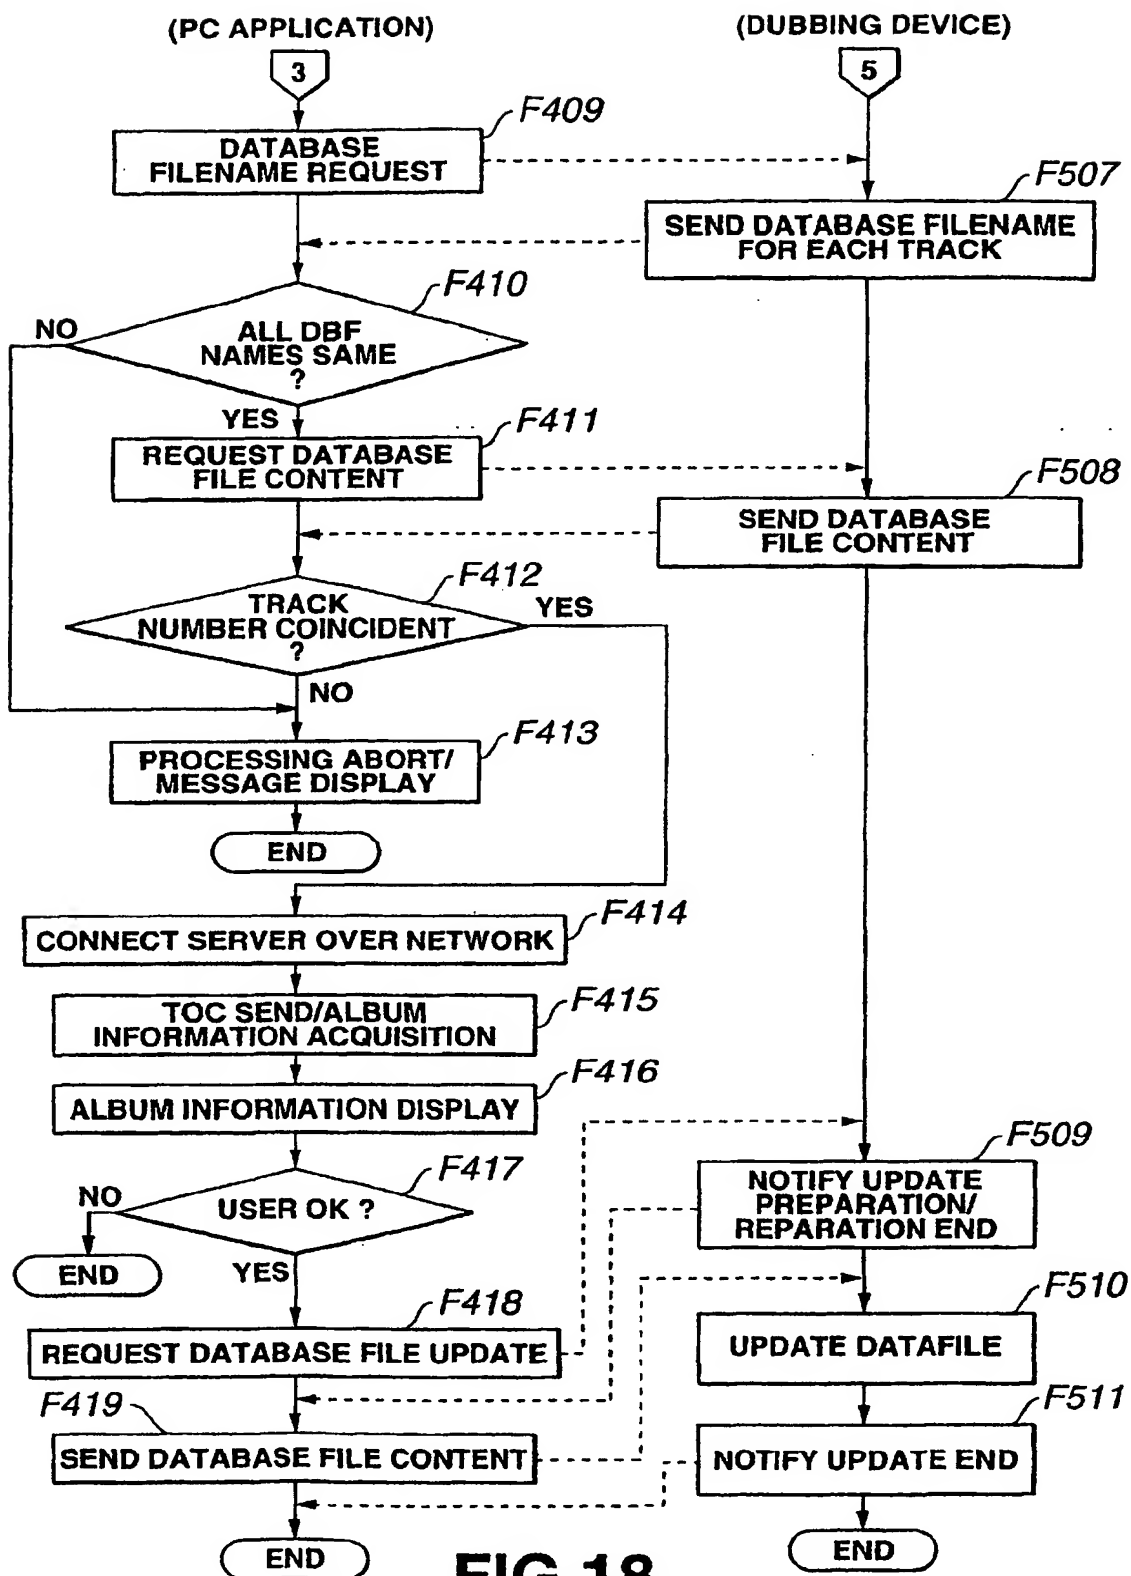 (PC APPLICATION)
(DUBBING DEVICE)
3
5
F409
DATABASE
FILENAME REQUEST
F507
SEND DATABASE FILENAME
FOR EACH TRACK
F410
NO
ALL DBF
NAMES SAME
?
YES
F411
REQUEST DATABASE
FILE CONTENT
F508
SEND DATABASE
FILE CONTENT
F412
TRACK
NUMBER COINCIDENT
?
YES
NO
F413
PROCESSING ABORT/
MESSAGE DISPLAY
END
F414
CONNECT SERVER OVER NETWORK
F415
TOC SEND/ALBUM
INFORMATION ACQUISITION
F416
ALBUM INFORMATION DISPLAY
F509
NOTIFY UPDATE
PREPARATION/
REPARATION END
F417
NO
USER OK ?
END
YES
F418
REQUEST DATABASE FILE UPDATE
F510
UPDATE DATAFILE
F419
SEND DATABASE FILE CONTENT
F511
NOTIFY UPDATE END
END
END
FIG.18